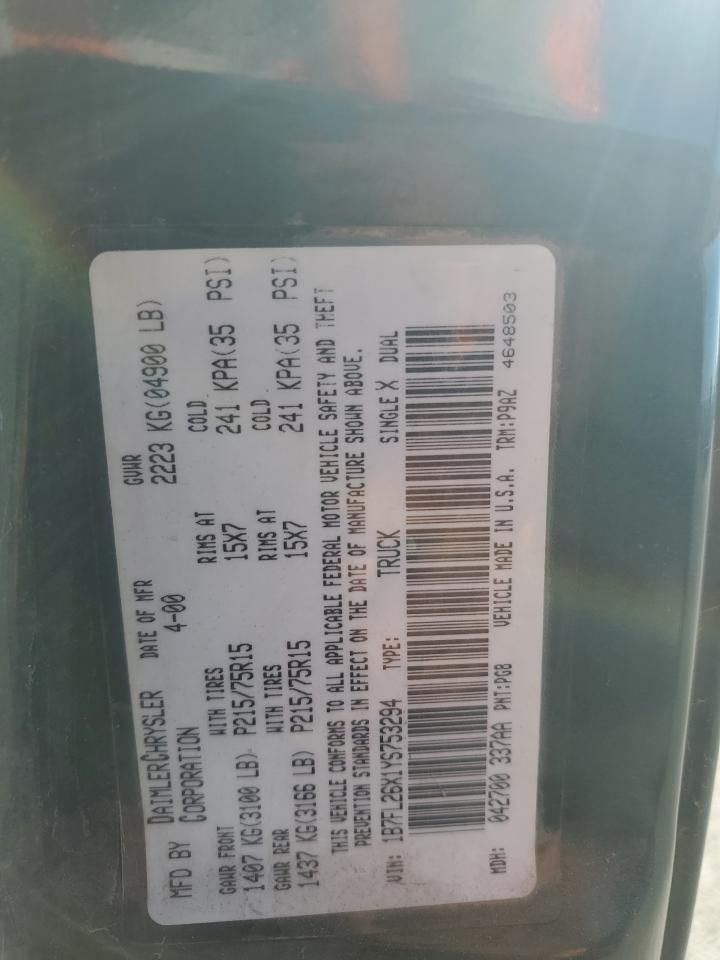 MFD BY DAIMLERCHRYSLER CORPORATION DATE OF MFR 4-00 GVWR 2223 KG(04900 LB)
GAWR FRONT WITH TIRES RIMS AT COLD
1407 KG(3100 LB) P215/75R15 15X7 241 KPA(35 PSI)
GAWR REAR WITH TIRES RIMS AT COLD
1437 KG(3166 LB) P215/75R15 15X7 241 KPA(35 PSI)
THIS VEHICLE CONFORMS TO ALL APPLICABLE FEDERAL MOTOR VEHICLE SAFETY AND THEFT
PREVENTION STANDARDS IN EFFECT ON THE DATE OF MANUFACTURE SHOWN ABOVE.
VIN: 1B7FL26X1YS753294 TYPE: TRUCK SINGLE X DUAL
MDH: 042700 337AA PNT:PG8 VEHICLE MADE IN U.S.A. TRM:P9AZ 4648503